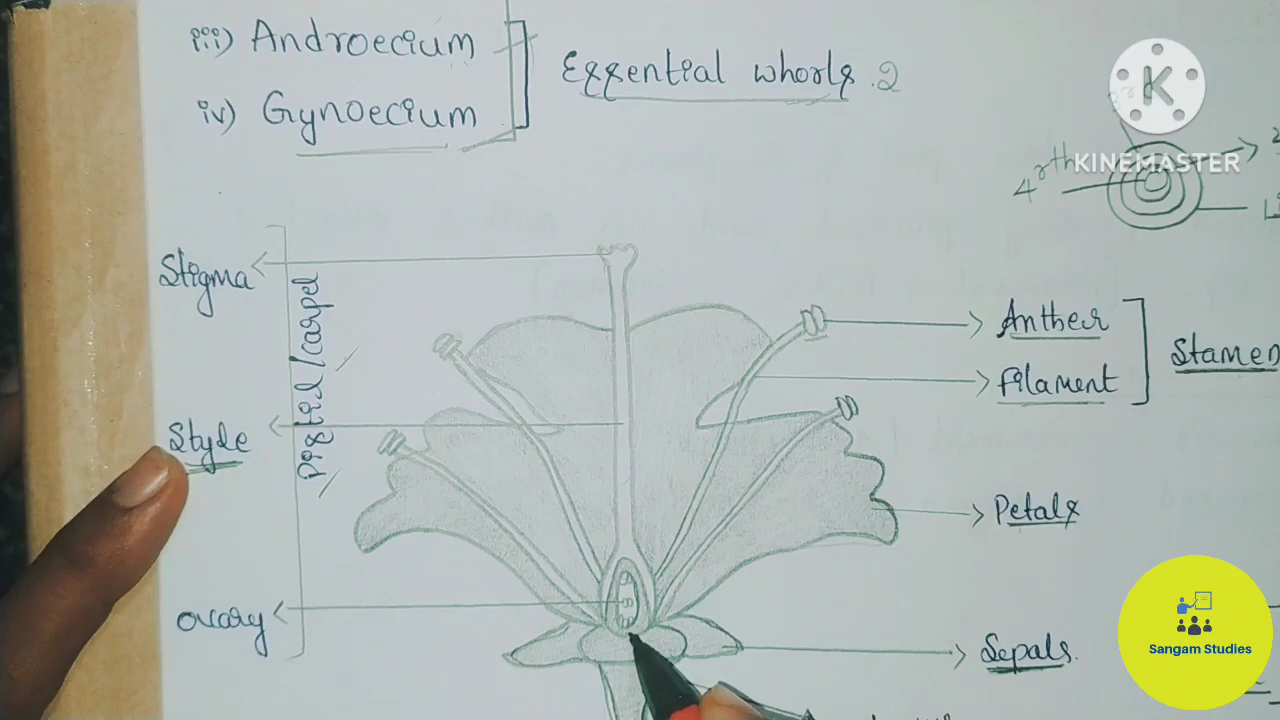 iii) Androecium
iv) Gynoecium
Essential whorls .2
KINEMASTER
4rth
Stigma
Pistil/carpel
Anther
Filament
Stamen
Style
Petals
ovary
Sepals.
Sangam Studies